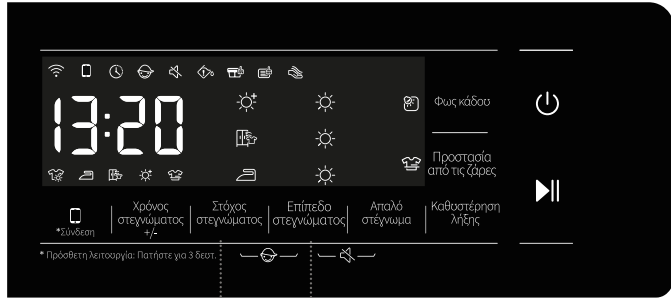 13:20
Φως κάδου
Προστασία
από τις ζάρες
*Σύνδεση
Χρόνος
στεγνώματος
+/-
Στόχος
στεγνώματος
Επίπεδο
στεγνώματος
Απαλό
στέγνωμα
Καθυστέρηση
λήξης
* Πρόσθετη λειτουργία: Πατήστε για 3 δευτ.